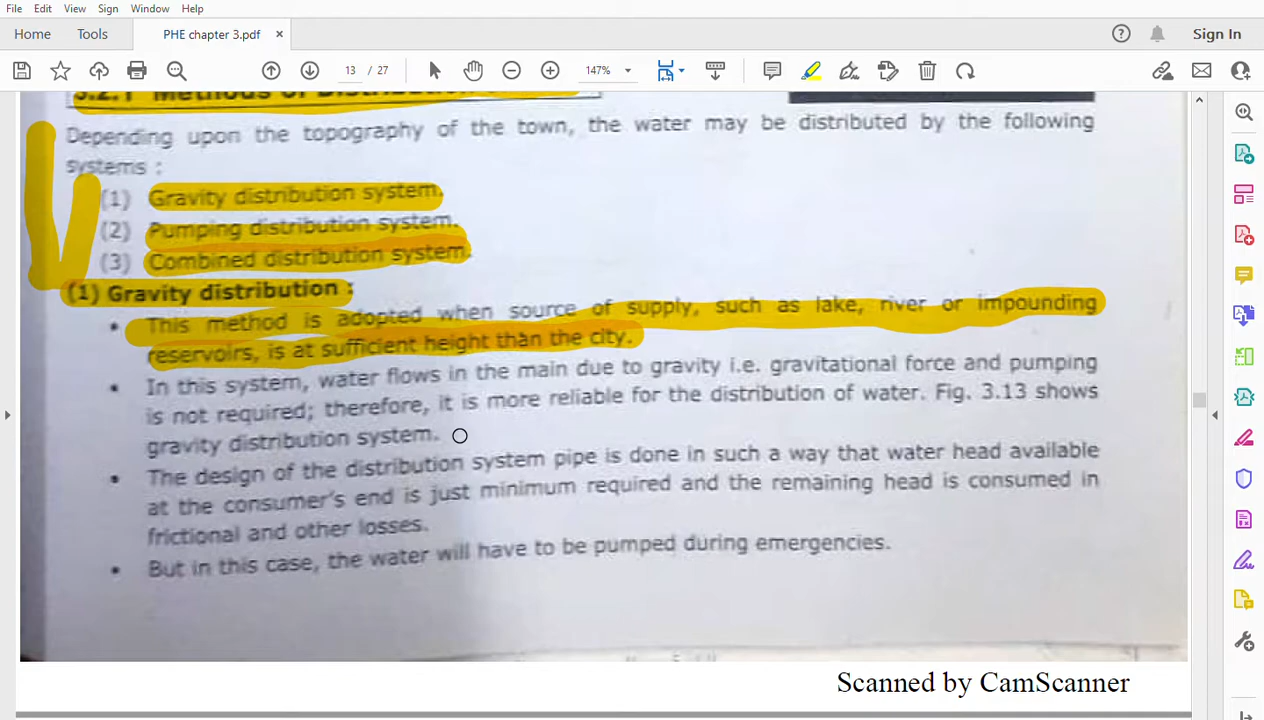 File Edit View Sign Window Help
Home Tools PHE chapter 3.pdf × Sign In
13 / 27 147%
3.2.1 Methods of Distribution
Depending upon the topography of the town, the water may be distributed by the following
systems :
(1) Gravity distribution system.
(2) Pumping distribution system.
(3) Combined distribution system.
(1) Gravity distribution :
• This method is adopted when source of supply, such as lake, river or impounding
reservoirs, is at sufficient height than the city.
• In this system, water flows in the main due to gravity i.e. gravitational force and pumping
is not required; therefore, it is more reliable for the distribution of water. Fig. 3.13 shows
gravity distribution system.
• The design of the distribution system pipe is done in such a way that water head available
at the consumer's end is just minimum required and the remaining head is consumed in
frictional and other losses.
• But in this case, the water will have to be pumped during emergencies.
Scanned by CamScanner